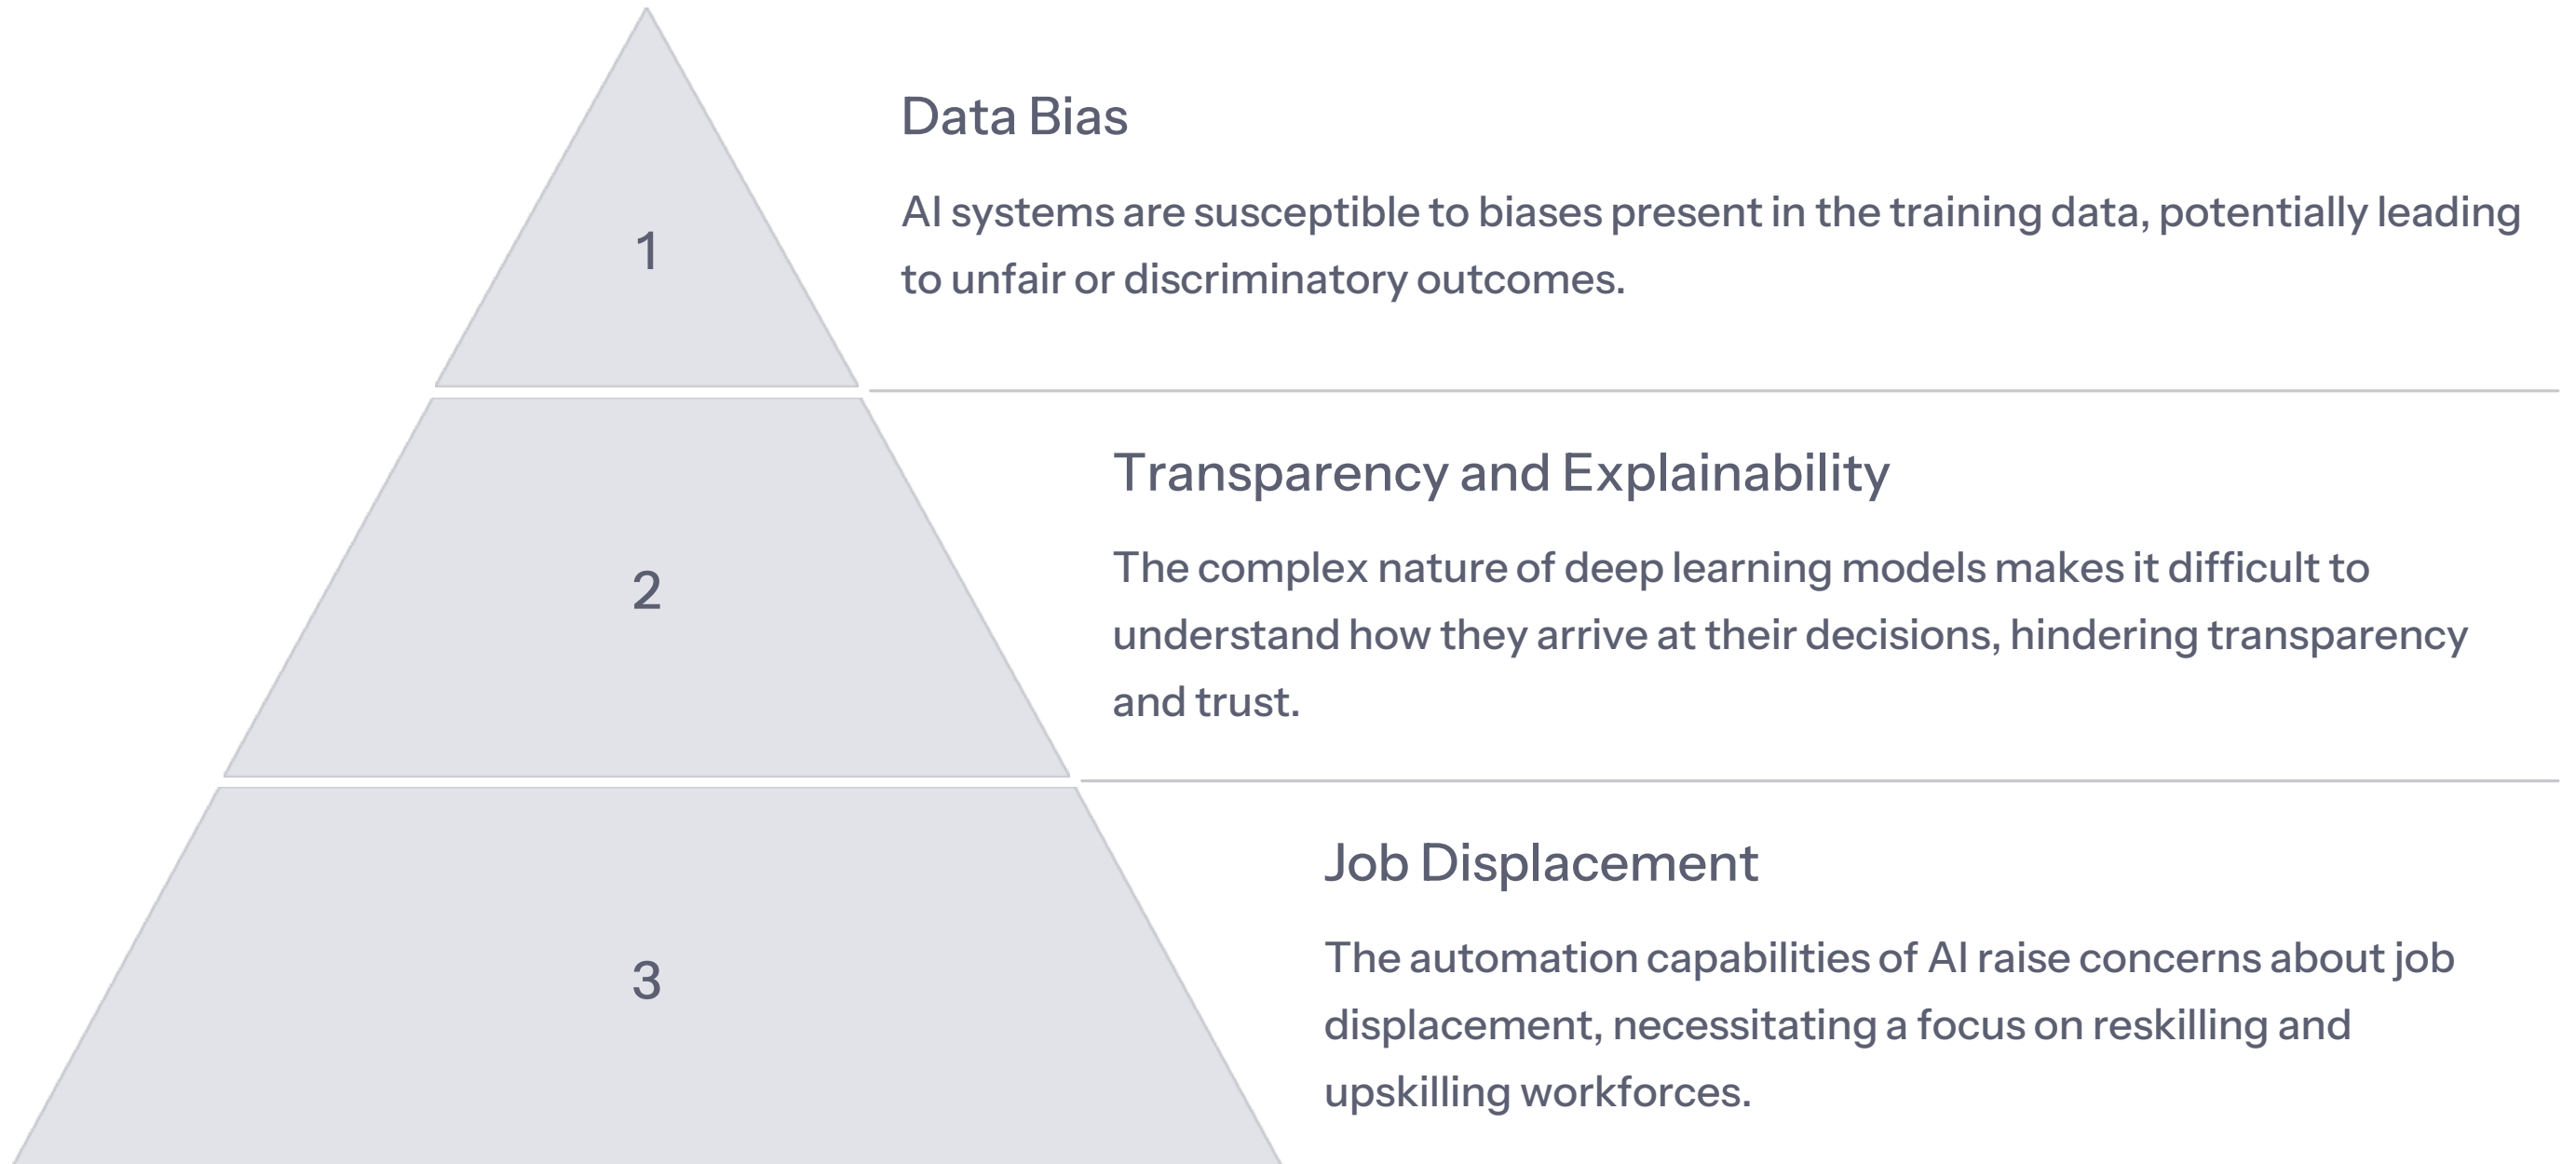 Data Bias
AI systems are susceptible to biases present in the training data, potentially leading
to unfair or discriminatory outcomes.
1
Transparency and Explainability
The complex nature of deep learning models makes it difficult to
understand how they arrive at their decisions, hindering transparency
and trust.
2
Job Displacement
The automation capabilities of AI raise concerns about job
displacement, necessitating a focus on reskilling and
upskilling workforces.
3